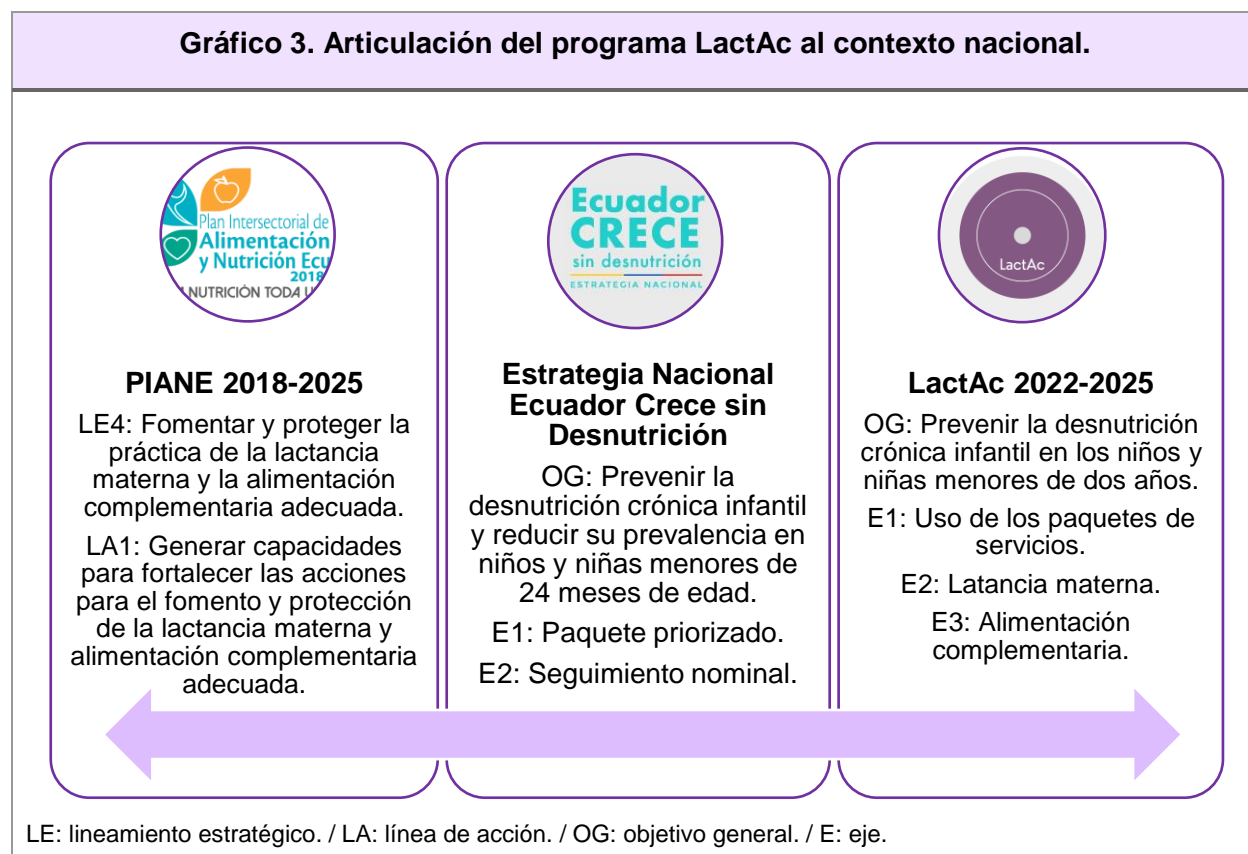 Gráfico 3. Articulación del programa LactAc al contexto nacional.
Plan Intersectorial de
Alimentación
y Nutrición Ecu
2018
NUTRICIÓN TODA U
PIANE 2018-2025
LE4: Fomentar y proteger la
práctica de la lactancia
materna y la alimentación
complementaria adecuada.
LA1: Generar capacidades
para fortalecer las acciones
para el fomento y protección
de la lactancia materna y
alimentación complementaria
adecuada.
Ecuador
CRECE
sin desnutrición
ESTRATEGIA NACIONAL
Estrategia Nacional
Ecuador Crece sin
Desnutrición
OG: Prevenir la
desnutrición crónica infantil
y reducir su prevalencia en
niños y niñas menores de
24 meses de edad.
E1: Paquete priorizado.
E2: Seguimiento nominal.
LactAc
LactAc 2022-2025
OG: Prevenir la desnutrición
crónica infantil en los niños y
niñas menores de dos años.
E1: Uso de los paquetes de
servicios.
E2: Latancia materna.
E3: Alimentación
complementaria.
LE: lineamiento estratégico. / LA: línea de acción. / OG: objetivo general. / E: eje.